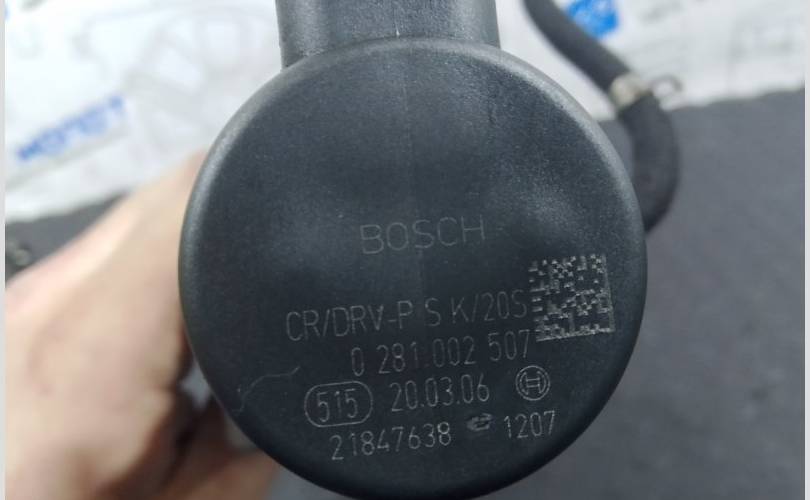 BOSCH
CR/DRV-P S K/20S
0 281 002 507
515 20.03.06
21847638 1207